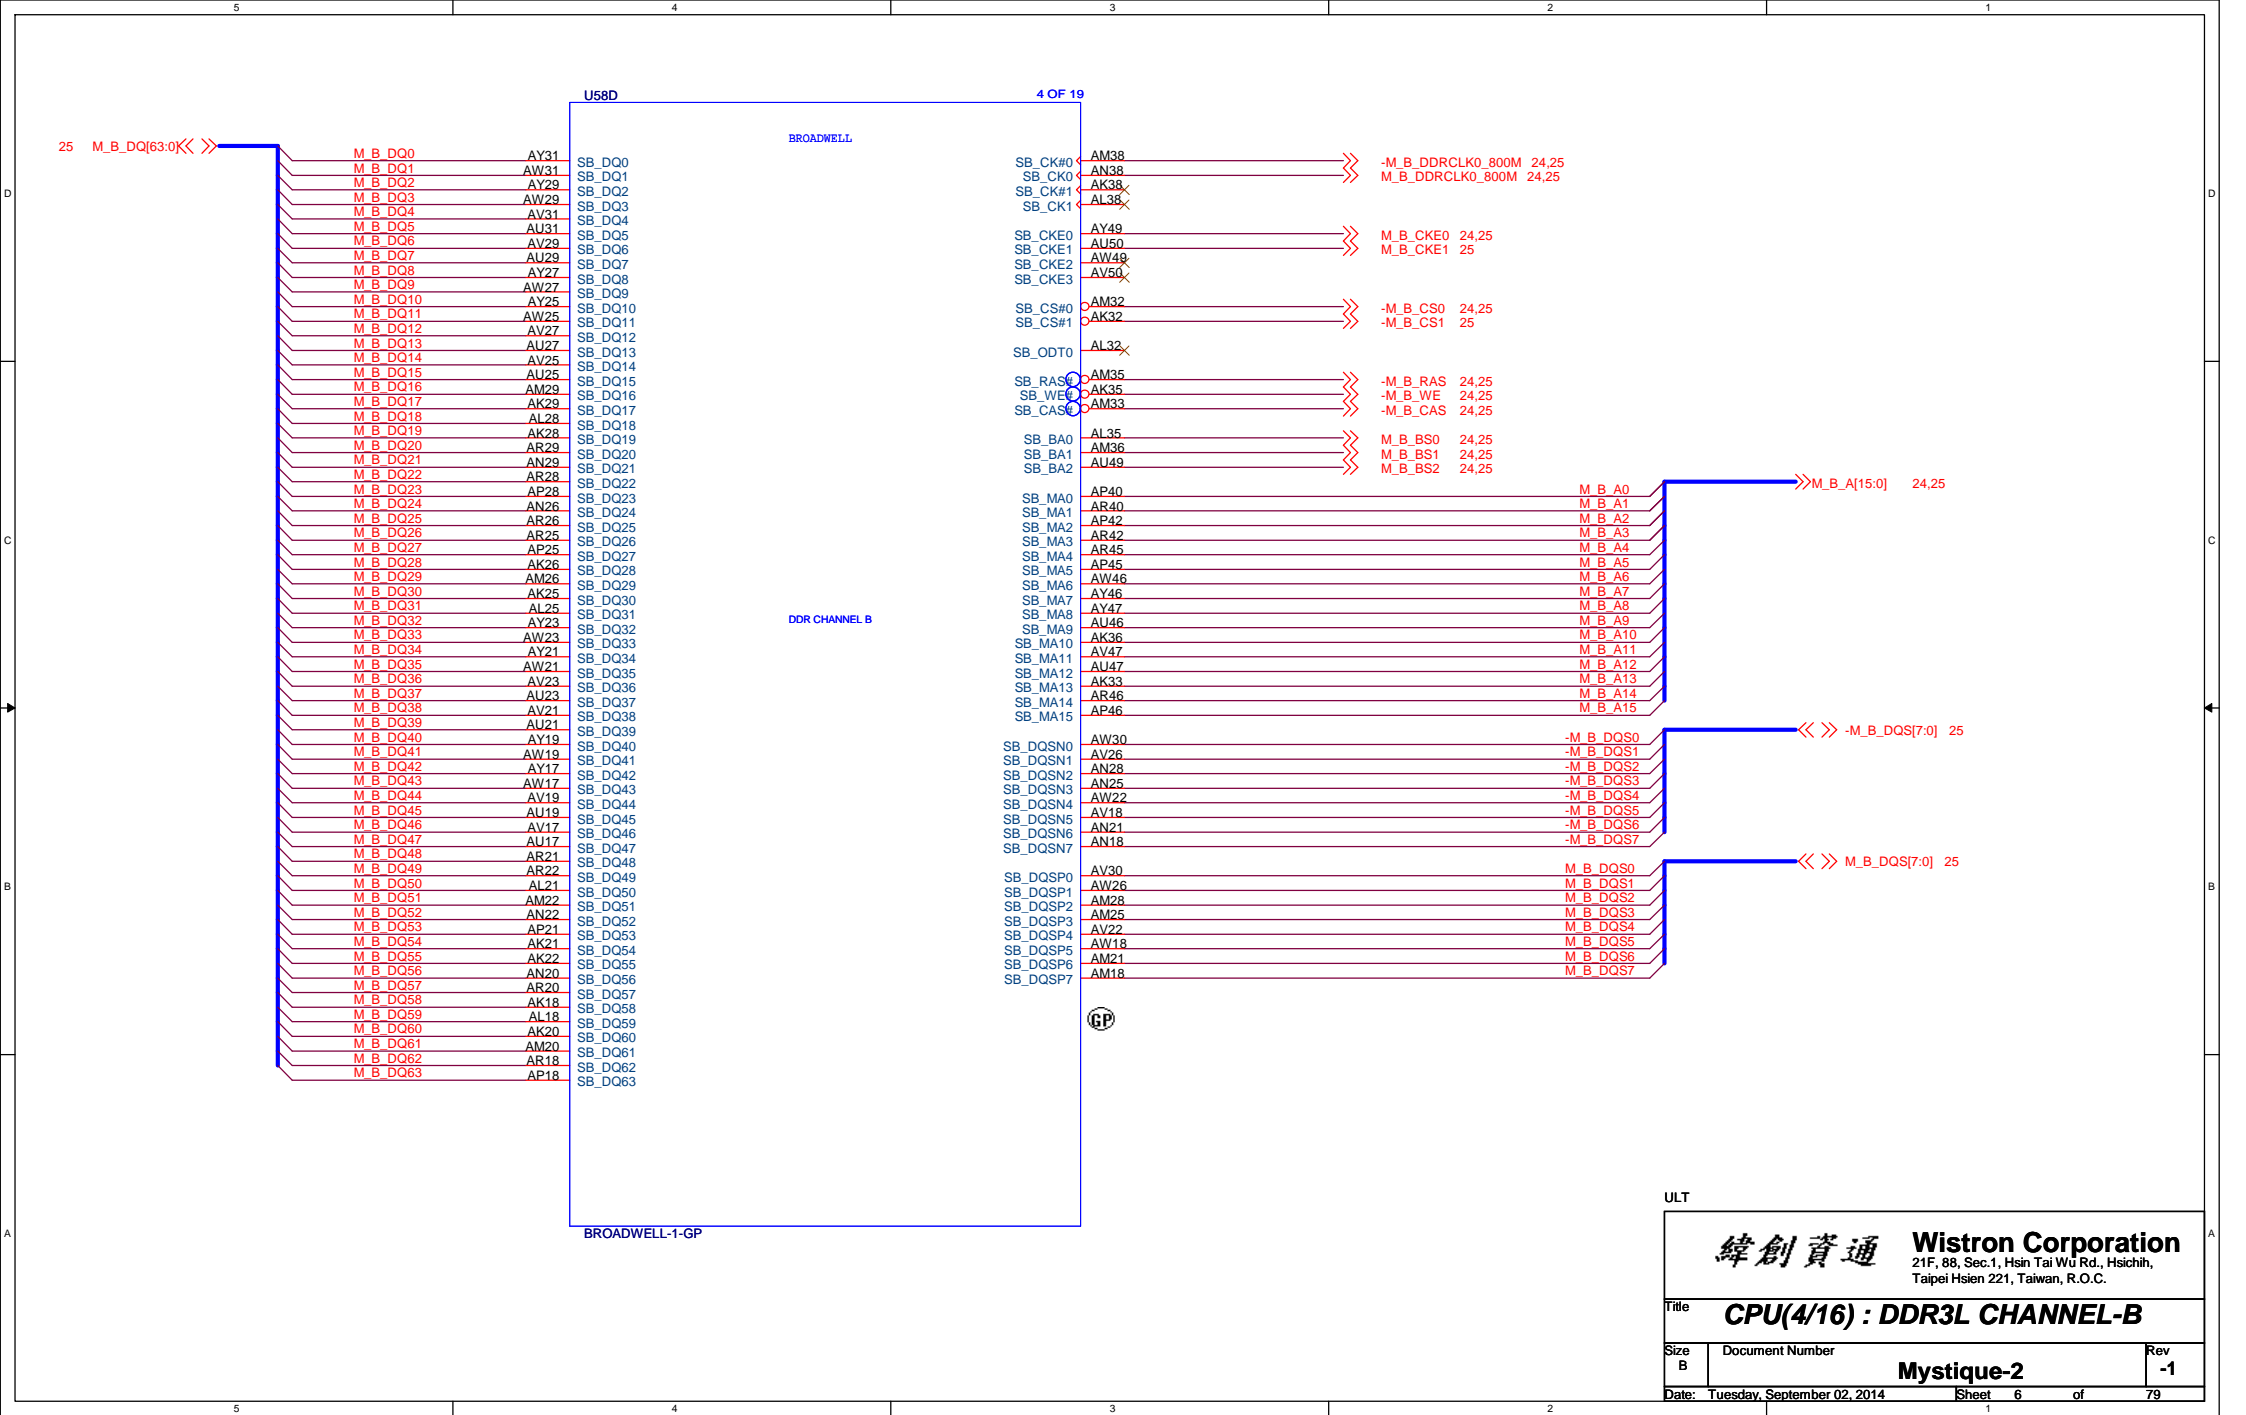 5 4 3 2 1
U58D 4 OF 19
BROADWELL
25 M_B_DQ[63:0]
M_B_DQ0 AY31 SB_DQ0
M_B_DQ1 AW31 SB_DQ1
M_B_DQ2 AY29 SB_DQ2
M_B_DQ3 AW29 SB_DQ3
M_B_DQ4 AV31 SB_DQ4
M_B_DQ5 AU31 SB_DQ5
M_B_DQ6 AV29 SB_DQ6
M_B_DQ7 AU29 SB_DQ7
M_B_DQ8 AY27 SB_DQ8
M_B_DQ9 AW27 SB_DQ9
M_B_DQ10 AY25 SB_DQ10
M_B_DQ11 AW25 SB_DQ11
M_B_DQ12 AV27 SB_DQ12
M_B_DQ13 AU27 SB_DQ13
M_B_DQ14 AV25 SB_DQ14
M_B_DQ15 AU25 SB_DQ15
M_B_DQ16 AM29 SB_DQ16
M_B_DQ17 AK29 SB_DQ17
M_B_DQ18 AL28 SB_DQ18
M_B_DQ19 AK28 SB_DQ19
M_B_DQ20 AR29 SB_DQ20
M_B_DQ21 AN29 SB_DQ21
M_B_DQ22 AR28 SB_DQ22
M_B_DQ23 AP28 SB_DQ23
M_B_DQ24 AN26 SB_DQ24
M_B_DQ25 AR26 SB_DQ25
M_B_DQ26 AR25 SB_DQ26
M_B_DQ27 AP25 SB_DQ27
M_B_DQ28 AK26 SB_DQ28
M_B_DQ29 AM26 SB_DQ29
M_B_DQ30 AK25 SB_DQ30
M_B_DQ31 AL25 SB_DQ31
M_B_DQ32 AY23 SB_DQ32
M_B_DQ33 AW23 SB_DQ33
M_B_DQ34 AY21 SB_DQ34
M_B_DQ35 AW21 SB_DQ35
M_B_DQ36 AV23 SB_DQ36
M_B_DQ37 AU23 SB_DQ37
M_B_DQ38 AV21 SB_DQ38
M_B_DQ39 AU21 SB_DQ39
M_B_DQ40 AY19 SB_DQ40
M_B_DQ41 AW19 SB_DQ41
M_B_DQ42 AY17 SB_DQ42
M_B_DQ43 AW17 SB_DQ43
M_B_DQ44 AV19 SB_DQ44
M_B_DQ45 AU19 SB_DQ45
M_B_DQ46 AV17 SB_DQ46
M_B_DQ47 AU17 SB_DQ47
M_B_DQ48 AR21 SB_DQ48
M_B_DQ49 AR22 SB_DQ49
M_B_DQ50 AL21 SB_DQ50
M_B_DQ51 AM22 SB_DQ51
M_B_DQ52 AN22 SB_DQ52
M_B_DQ53 AP21 SB_DQ53
M_B_DQ54 AK21 SB_DQ54
M_B_DQ55 AK22 SB_DQ55
M_B_DQ56 AN20 SB_DQ56
M_B_DQ57 AR20 SB_DQ57
M_B_DQ58 AK18 SB_DQ58
M_B_DQ59 AL18 SB_DQ59
M_B_DQ60 AK20 SB_DQ60
M_B_DQ61 AM20 SB_DQ61
M_B_DQ62 AR18 SB_DQ62
M_B_DQ63 AP18 SB_DQ63
DDR CHANNEL B
SB_CK#0 AM38 -M_B_DDRCLK0_800M 24,25
SB_CK0 AN38 M_B_DDRCLK0_800M 24,25
SB_CK#1 AK38
SB_CK1 AL38
SB_CKE0 AY49 M_B_CKE0 24,25
SB_CKE1 AU50 M_B_CKE1 25
SB_CKE2 AW49
SB_CKE3 AV50
SB_CS#0 AM32 -M_B_CS0 24,25
SB_CS#1 AK32 -M_B_CS1 25
SB_ODT0 AL32
SB_RAS# AM35 -M_B_RAS 24,25
SB_WE# AK35 -M_B_WE 24,25
SB_CAS# AM33 -M_B_CAS 24,25
SB_BA0 AL35 M_B_BS0 24,25
SB_BA1 AM36 M_B_BS1 24,25
SB_BA2 AU49 M_B_BS2 24,25
M_B_A[15:0] 24,25
SB_MA0 AP40 M_B_A0
SB_MA1 AR40 M_B_A1
SB_MA2 AP42 M_B_A2
SB_MA3 AR42 M_B_A3
SB_MA4 AR45 M_B_A4
SB_MA5 AP45 M_B_A5
SB_MA6 AW46 M_B_A6
SB_MA7 AY46 M_B_A7
SB_MA8 AY47 M_B_A8
SB_MA9 AU46 M_B_A9
SB_MA10 AK36 M_B_A10
SB_MA11 AV47 M_B_A11
SB_MA12 AU47 M_B_A12
SB_MA13 AK33 M_B_A13
SB_MA14 AR46 M_B_A14
SB_MA15 AP46 M_B_A15
-M_B_DQS[7:0] 25
SB_DQSN0 AW30 -M_B_DQS0
SB_DQSN1 AV26 -M_B_DQS1
SB_DQSN2 AN28 -M_B_DQS2
SB_DQSN3 AN25 -M_B_DQS3
SB_DQSN4 AW22 -M_B_DQS4
SB_DQSN5 AV18 -M_B_DQS5
SB_DQSN6 AN21 -M_B_DQS6
SB_DQSN7 AN18 -M_B_DQS7
M_B_DQS[7:0] 25
SB_DQSP0 AV30 M_B_DQS0
SB_DQSP1 AW26 M_B_DQS1
SB_DQSP2 AM28 M_B_DQS2
SB_DQSP3 AM25 M_B_DQS3
SB_DQSP4 AV22 M_B_DQS4
SB_DQSP5 AW18 M_B_DQS5
SB_DQSP6 AM21 M_B_DQS6
SB_DQSP7 AM18 M_B_DQS7
GP
BROADWELL-1-GP
D D
C C
B B
A A
ULT
緯創資通 Wistron Corporation
21F, 88, Sec.1, Hsin Tai Wu Rd., Hsichih,
Taipei Hsien 221, Taiwan, R.O.C.
Title CPU(4/16) : DDR3L CHANNEL-B
Size Document Number Rev
B Mystique-2 -1
Date: Tuesday, September 02, 2014 Sheet 6 of 79
5 4 3 2 1